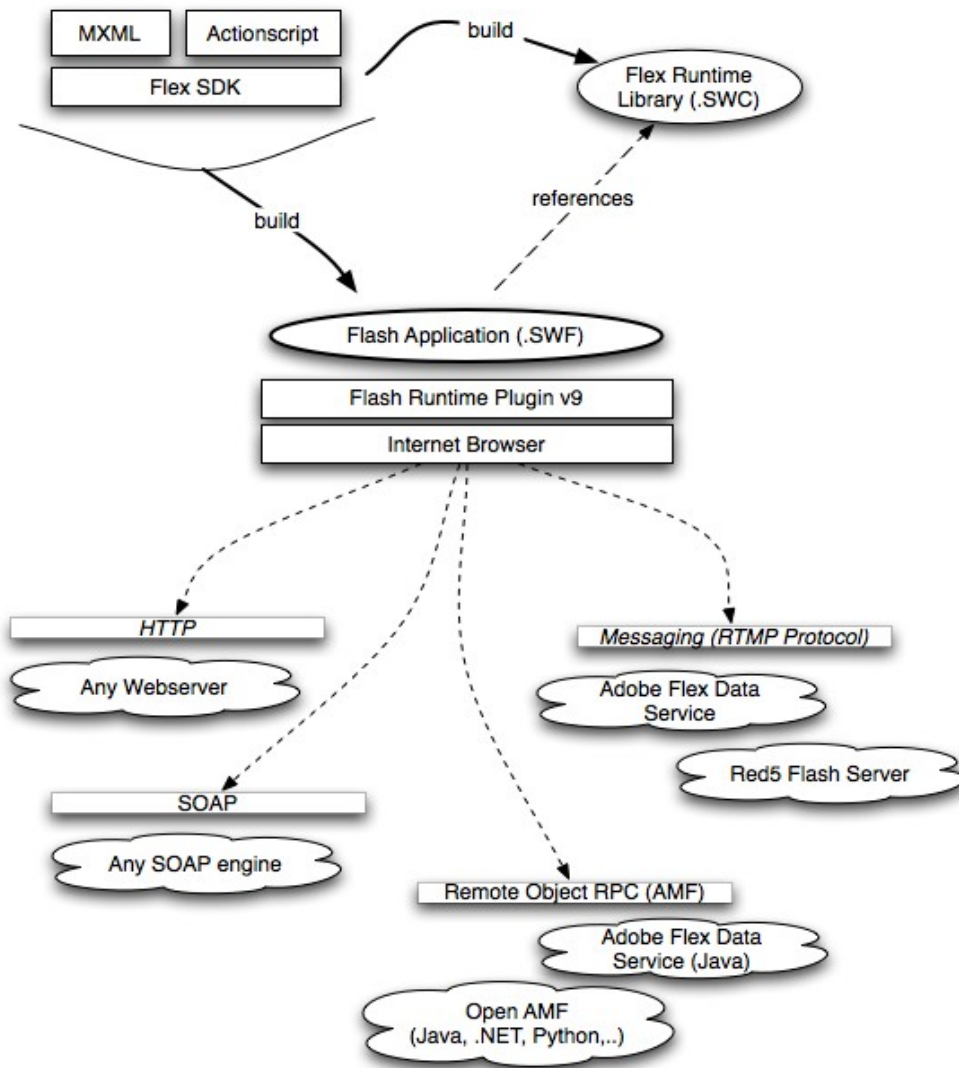 MXML
Actionscript
build
Flex SDK
Flex Runtime
Library (.SWC)
references
build
Flash Application (.SWF)
Flash Runtime Plugin v9
Internet Browser
HTTP
Messaging (RTMP Protocol)
Any Webserver
Adobe Flex Data
Service
Red5 Flash Server
SOAP
Any SOAP engine
Remote Object RPC (AMF)
Adobe Flex Data
Service (Java)
Open AMF
(Java, .NET, Python,..)